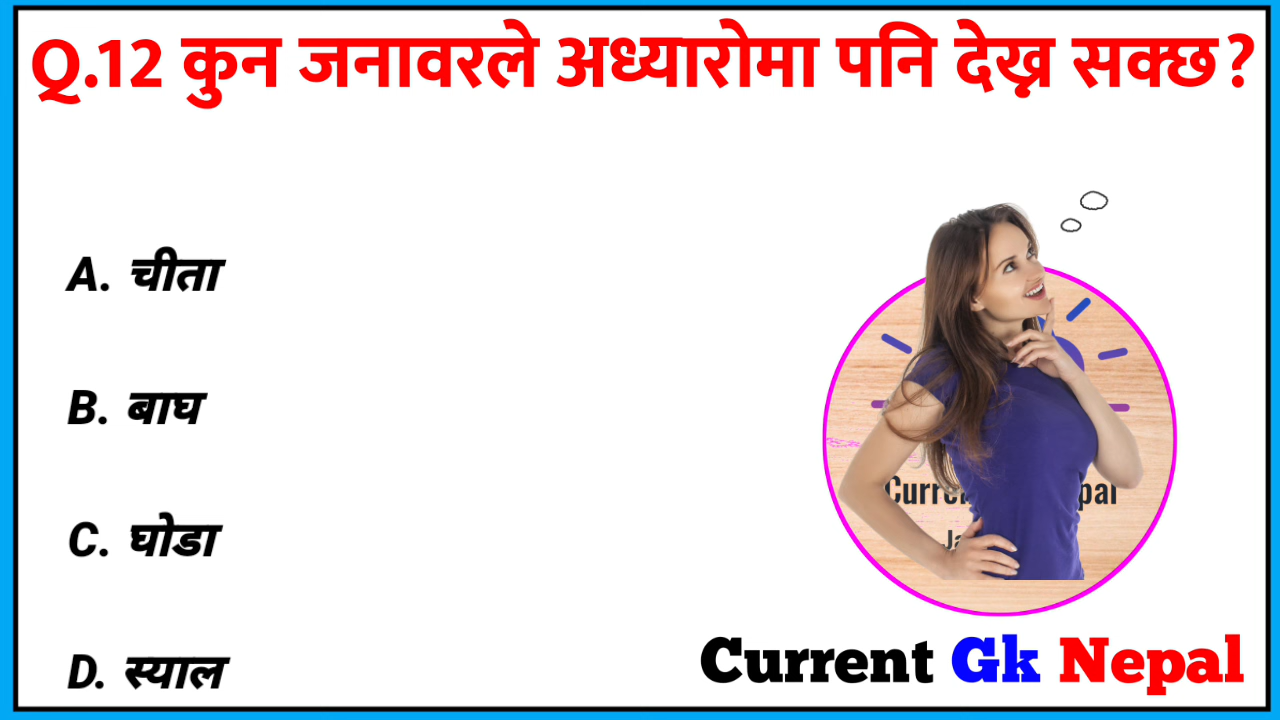 Q.12 कुन जनावरले अध्यारोमा पनि देख्न सक्छ?
A. चीता
B. बाघ
C. घोडा
D. स्याल
Current Gk Nepal